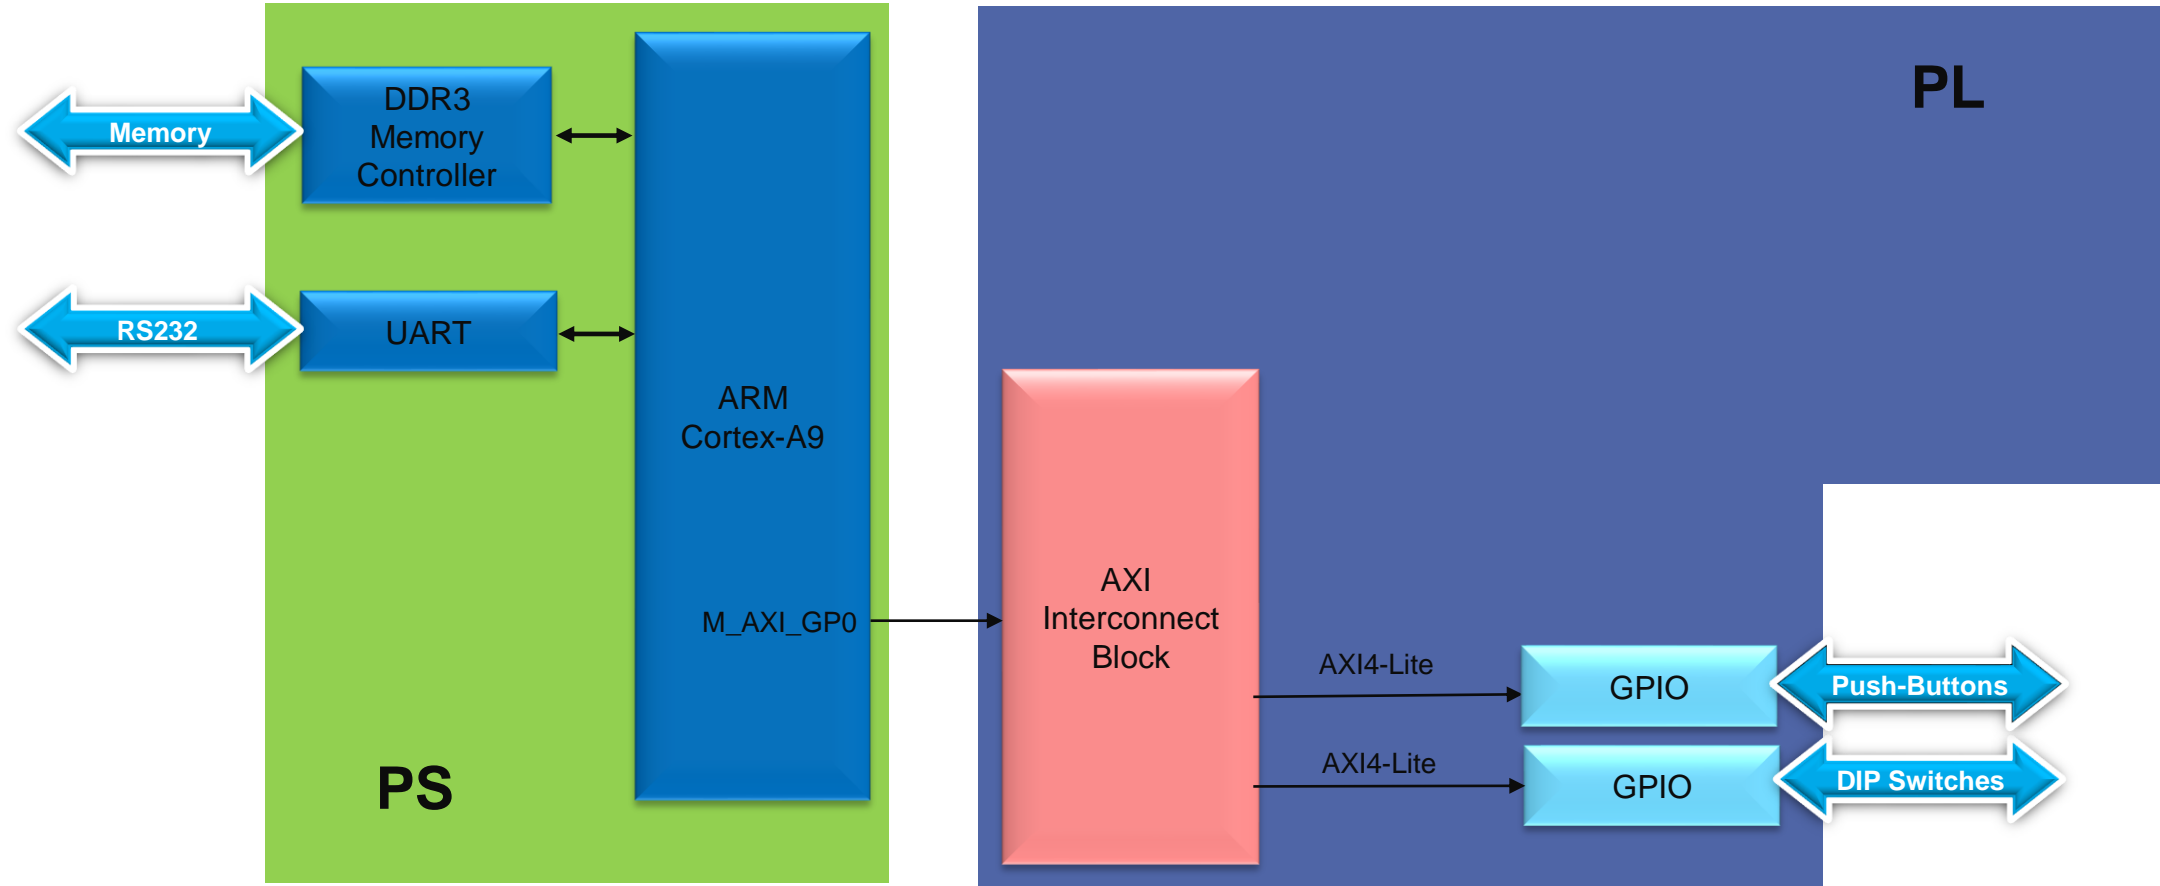 PL
DDR3
Memory
Controller
Memory
UART
RS232
ARM
Cortex-A9
M_AXI_GP0
PS
AXI
Interconnect
Block
AXI4-Lite
GPIO
Push-Buttons
AXI4-Lite
GPIO
DIP Switches